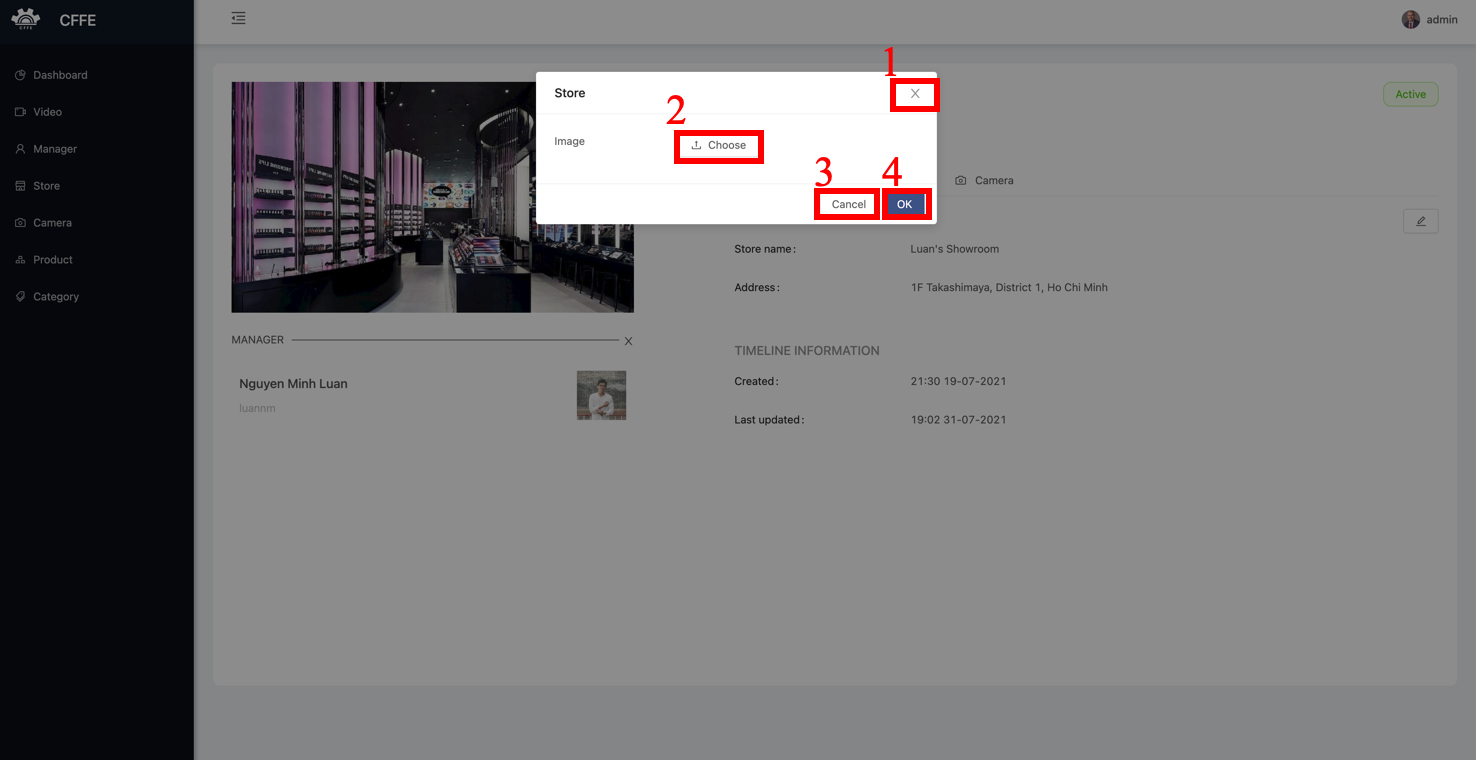 CFFE
CFFE
admin
Dashboard
Video
Manager
Store
Camera
Product
Category
1
Store
2
Image
Choose
3
4
Cancel
OK
Active
Camera
Store name:
Luan's Showroom
Address:
1F Takashimaya, District 1, Ho Chi Minh
MANAGER
Nguyen Minh Luan
luannm
TIMELINE INFORMATION
Created:
21:30 19-07-2021
Last updated:
19:02 31-07-2021